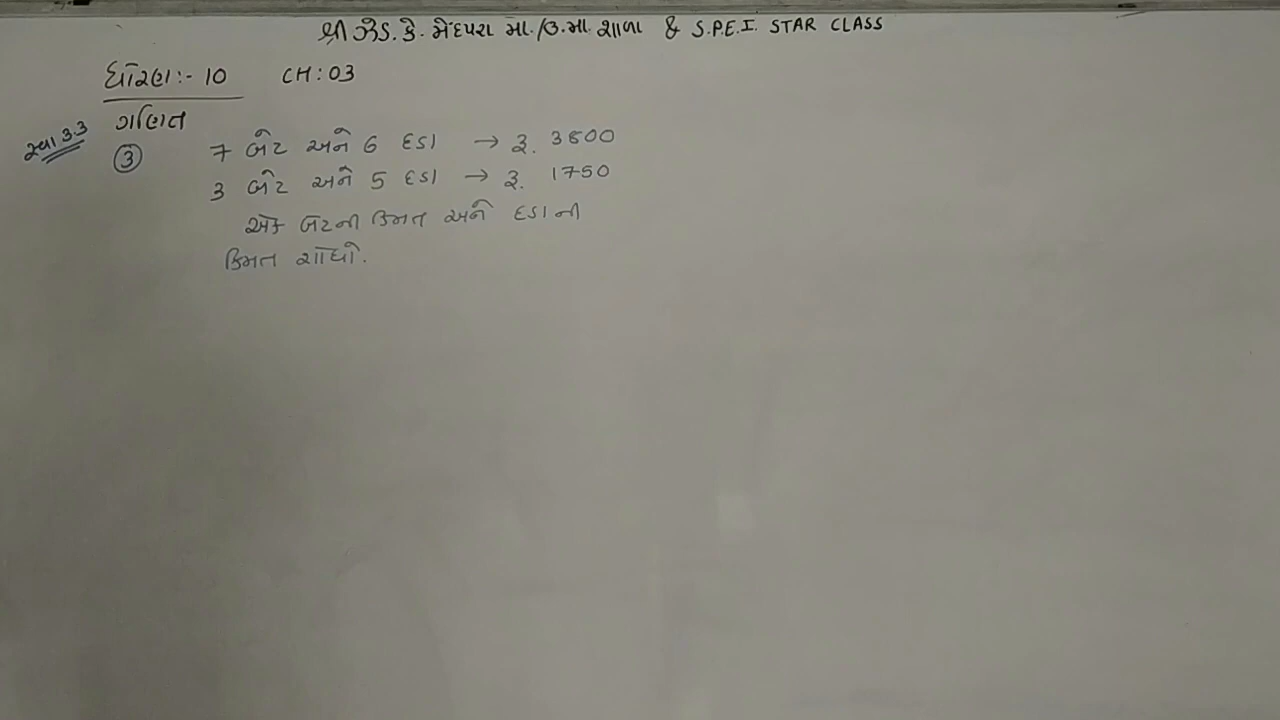 શ્રી ઝેડ.કે. મેંદપરા મા./ઉ.મા. શાળા & S.P.E.I. STAR CLASS
ધોરણ:- 10 CH: 03
ગણિત
સ્વા 3.3
③ 7 બેટ અને 6 દડા → રૂ. 3800
3 બેટ અને 5 દડા → રૂ. 1750
એક બેટની કિંમત અને દડાની
કિંમત શોધો.